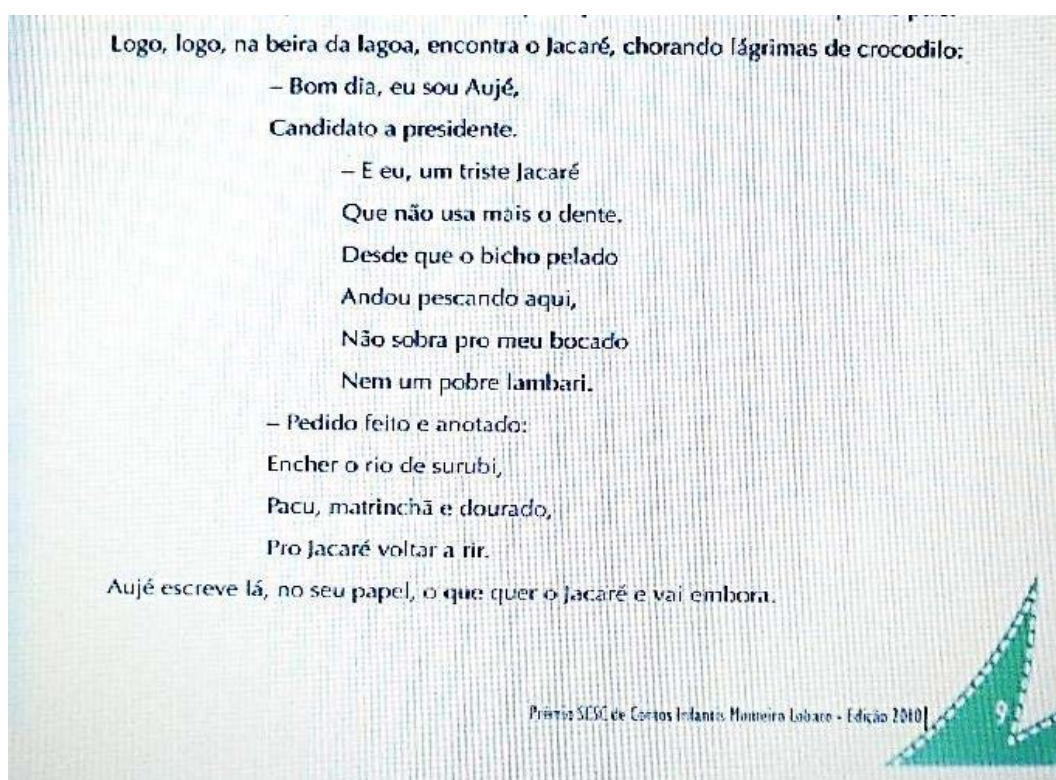 Logo, logo, na beira da lagoa, encontra o Jacaré, chorando lágrimas de crocodilo:
– Bom dia, eu sou Aujé,
Candidato a presidente.
– E eu, um triste Jacaré
Que não usa mais o dente.
Desde que o bicho pelado
Andou pescando aqui,
Não sobra pro meu bocado
Nem um pobre lambari.
– Pedido feito e anotado:
Encher o rio de surubi,
Pacu, matrinchã e dourado,
Pro Jacaré voltar a rir.
Aujé escreve lá, no seu papel, o que quer o Jacaré e vai embora.
Prêmio SESC de Contos Infantis Monteiro Lobato - Edição 2010
9